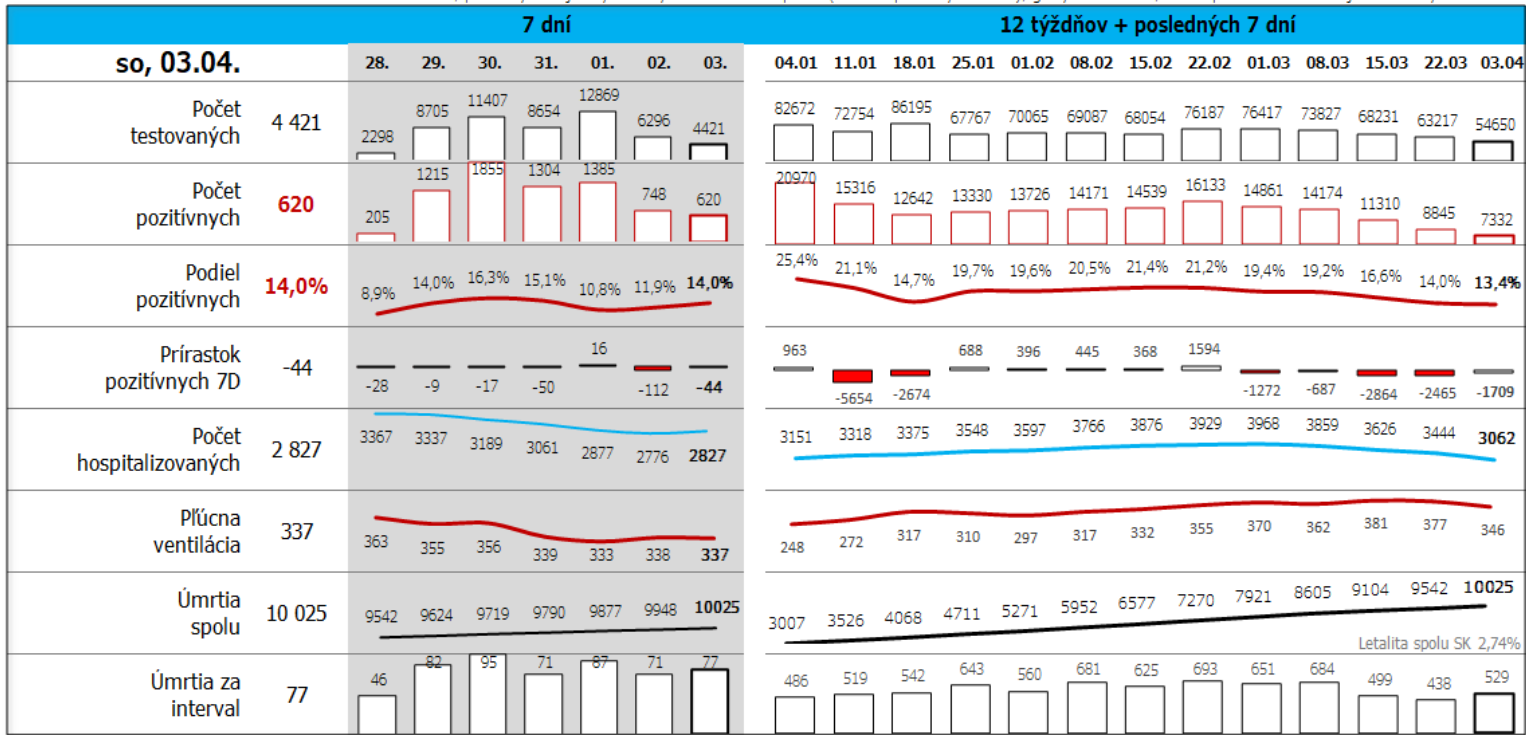 7 dní 12 týždňov + posledných 7 dní
so, 03.04. 28. 29. 30. 31. 01. 02. 03. 04.01 11.01 18.01 25.01 01.02 08.02 15.02 22.02 01.03 08.03 15.03 22.03 03.04
Počet testovaných 4 421 2298 8705 11407 8654 12869 6296 4421 82672 72754 86195 67767 70065 69087 68054 76187 76417 73827 68231 63217 54650
Počet pozitívnych 620 205 1215 1855 1304 1385 748 620 20970 15316 12642 13330 13726 14171 14539 16133 14861 14174 11310 8845 7332
Podiel pozitívnych 14,0% 8,9% 14,0% 16,3% 15,1% 10,8% 11,9% 14,0% 25,4% 21,1% 14,7% 19,7% 19,6% 20,5% 21,4% 21,2% 19,4% 19,2% 16,6% 14,0% 13,4%
Prírastok pozitívnych 7D -44 -28 -9 -17 -50 16 -112 -44 963 -5654 -2674 688 396 445 368 1594 -1272 -687 -2864 -2465 -1709
Počet hospitalizovaných 2 827 3367 3337 3189 3061 2877 2776 2827 3151 3318 3375 3548 3597 3766 3876 3929 3968 3859 3626 3444 3062
Pľúcna ventilácia 337 363 355 356 339 333 338 337 248 272 317 310 297 317 332 355 370 362 381 377 346
Úmrtia spolu 10 025 9542 9624 9719 9790 9877 9948 10025 3007 3526 4068 4711 5271 5952 6577 7270 7921 8605 9104 9542 10025
Letalita spolu SK 2,74%
Úmrtia za interval 77 46 82 95 71 87 71 77 486 519 542 643 560 681 625 693 651 684 499 438 529